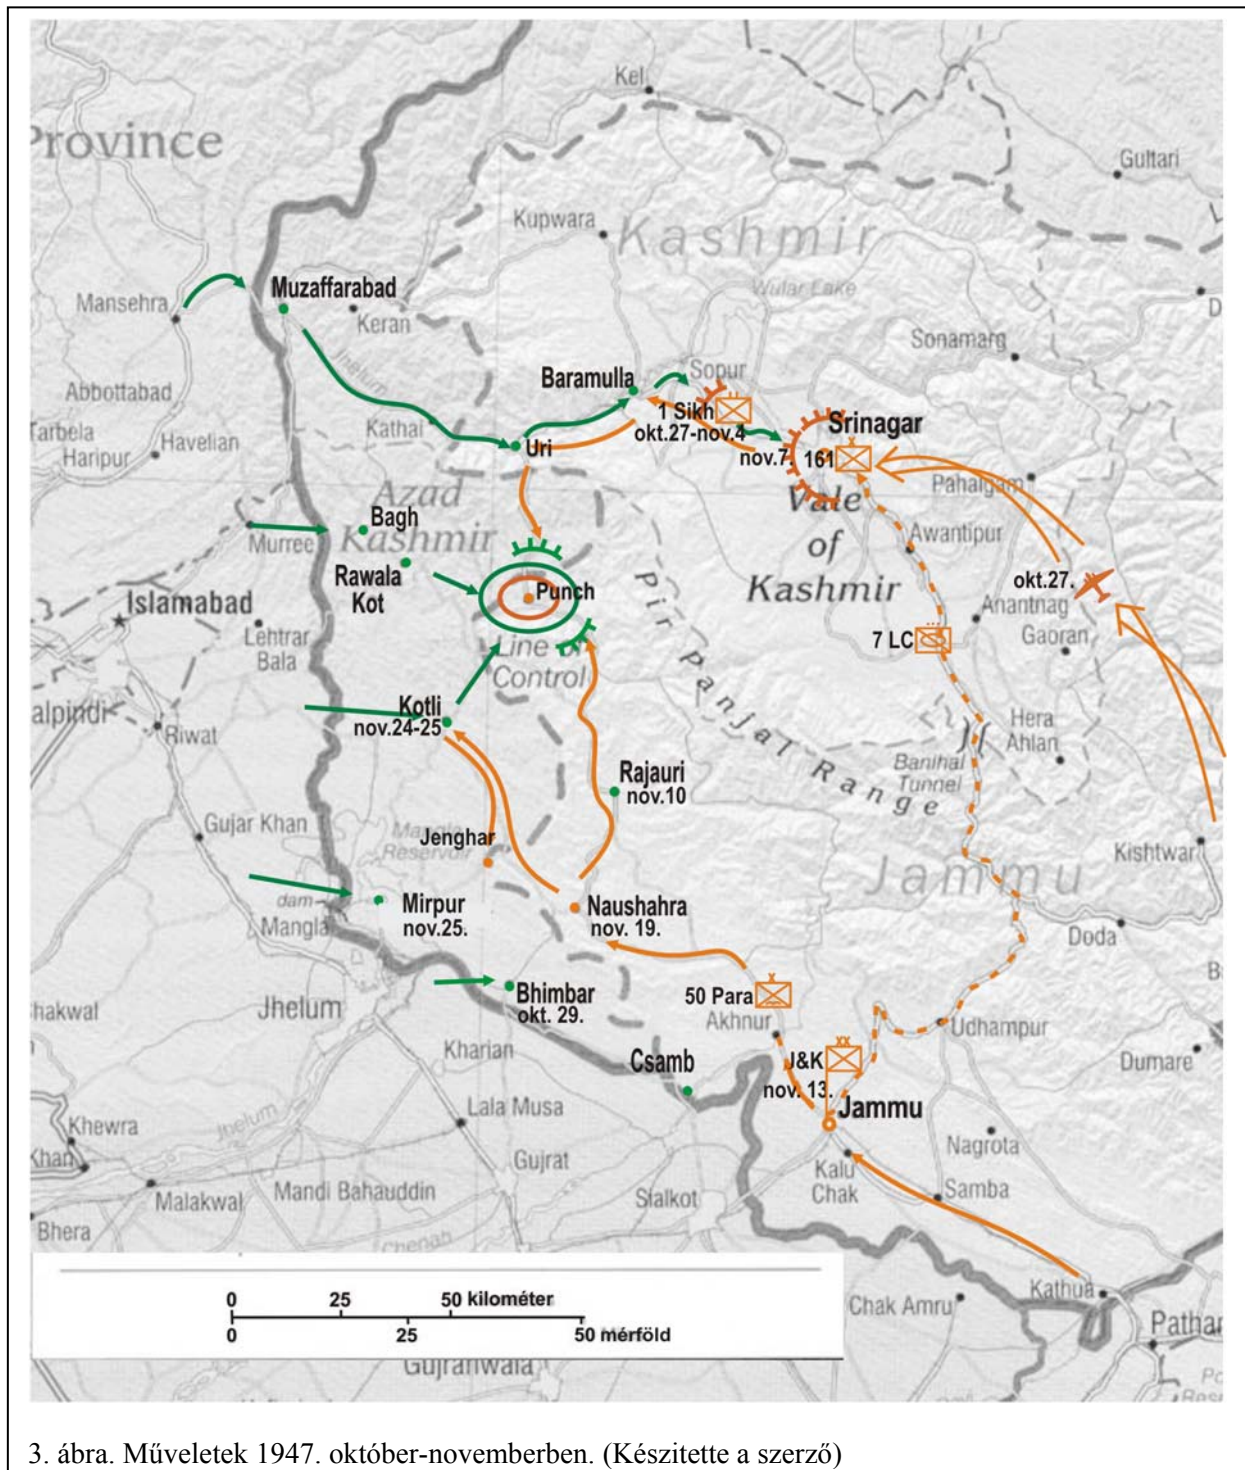 Kel
Province
Gultari
Kupwara
Kashmir
Muzaffarabad
Mansehra
Keran
Wular Lake
Sonamarg
Jhelum
Sopur
Baramulla
Abbottabad
1 Sikh
okt.27-nov.4
Srinagar
Tarbela
Haripur
Havelian
Kathai
Uri
nov.7.
161
Pahalgam
Azad
Kashmir
Vale
of
Kashmir
Bagh
Murree
Awantipur
Rawala
Kot
Punch
okt.27.
Islamabad
Anantnag
Gaoran
Lehtrar
Bala
Line of
Control
7 LC
Pir Panjal Range
Kotli
nov.24-25
alpindi
Riwat
Hera
Ahlan
Banihal
Tunnel
Rajauri
nov.10
Gujar Khan
Mangla
Reservoir
Jenghar
Kishtwar
Jammu
dam
Mangla
Mirpur
nov.25.
Naushahra
nov. 19.
Doda
50 Para
Akhnur
Bhimbar
okt. 29.
hakwal
Jhelum
Udhampur
Kharian
Csamb
J&K
nov. 13.
Dumare
Jammu
Khewra
Jhelum
Lala Musa
Nagrota
Khan
Gujrat
Kalu
Chak
Malakwal
Mandi Bahauddin
Sialkot
Samba
Bhera
Chenab
Kathua
Chak Amru
Pathan
0 25 50 kilométer
0 25 50 mérföld
Gujranwala
3. ábra. Műveletek 1947. október-novemberben. (Készitette a szerző)